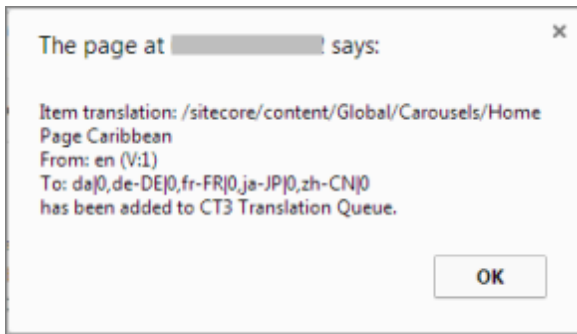 The page at says:
Item translation: /sitecore/content/Global/Carousels/Home
Page Caribbean
From: en (V:1)
To: da|0,de-DE|0,fr-FR|0,ja-JP|0,zh-CN|0
has been added to CT3 Translation Queue.
OK